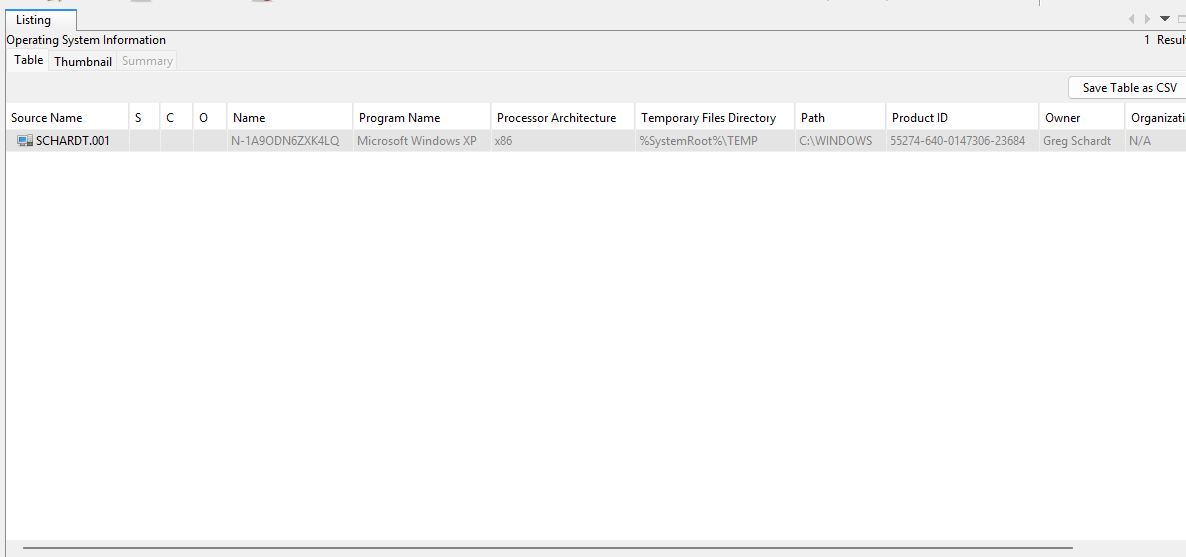 Listing
Operating System Information 1 Result
Table Thumbnail Summary
Save Table as CSV
Source Name S C O Name Program Name Processor Architecture Temporary Files Directory Path Product ID Owner Organizati
SCHARDT.001 N-1A9ODN6ZXK4LQ Microsoft Windows XP x86 %SystemRoot%\TEMP C:\WINDOWS 55274-640-0147306-23684 Greg Schardt N/A